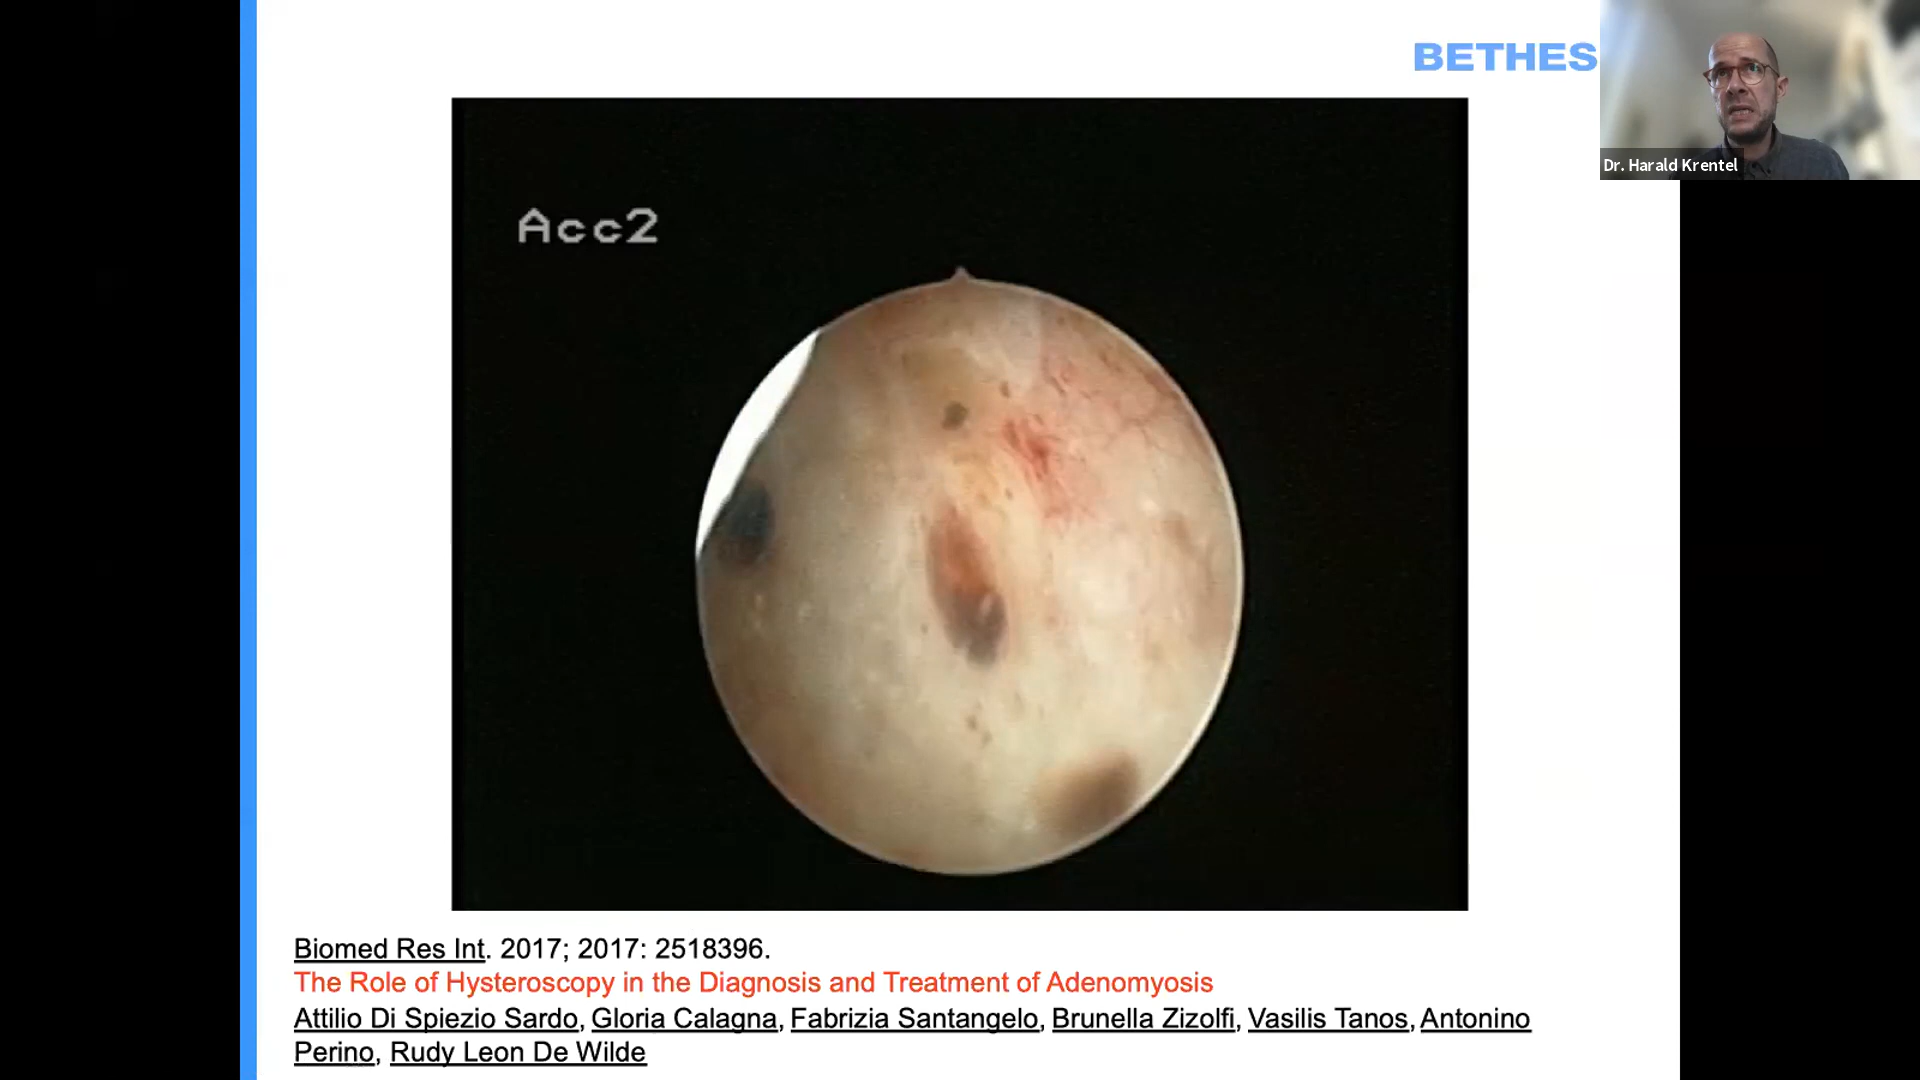 BETHES
Dr. Harald Krentel
Acc2
Biomed Res Int. 2017; 2017: 2518396.
The Role of Hysteroscopy in the Diagnosis and Treatment of Adenomyosis
Attilio Di Spiezio Sardo, Gloria Calagna, Fabrizia Santangelo, Brunella Zizolfi, Vasilis Tanos, Antonino
Perino, Rudy Leon De Wilde